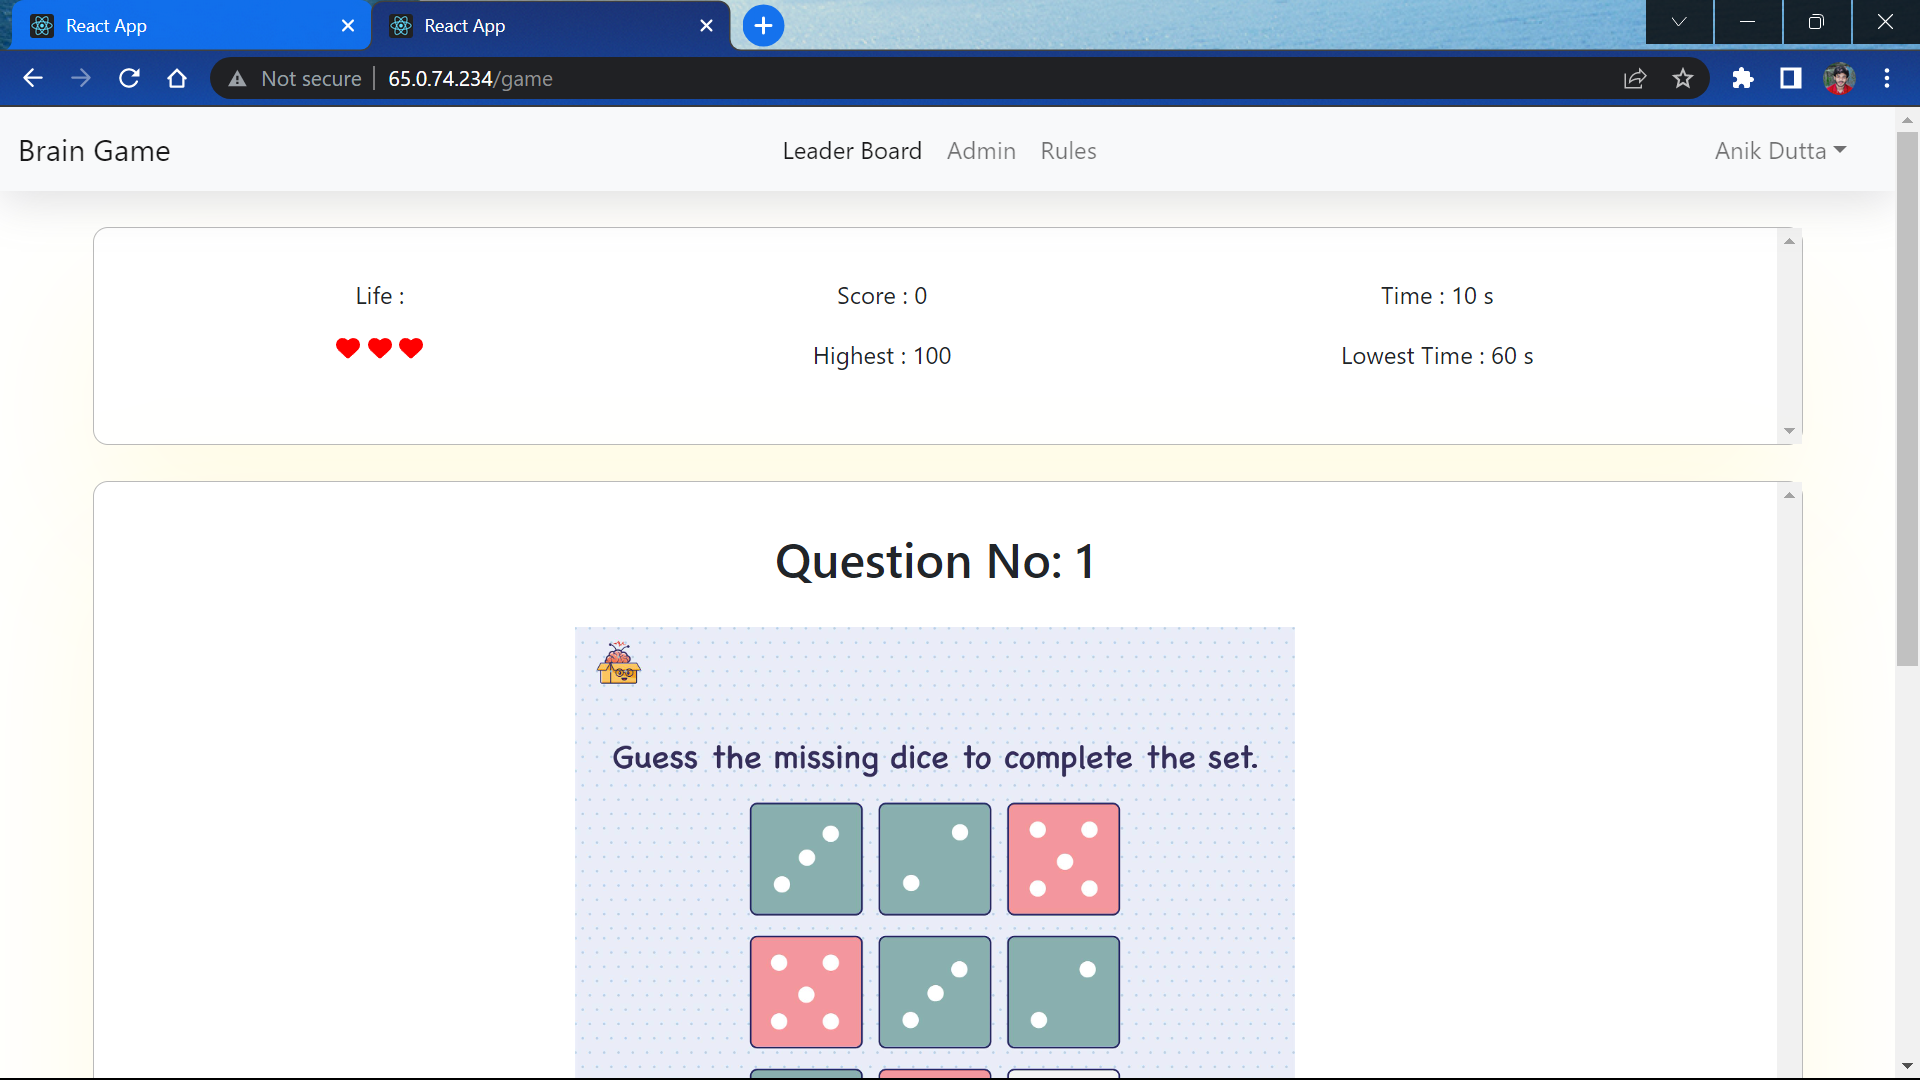 React App
React App
Not secure
65.0.74.234/game
Brain Game
Leader Board
Admin
Rules
Anik Dutta
Life :
Score : 0
Time : 10 s
Highest : 100
Lowest Time : 60 s
Question No: 1
Guess the missing dice to complete the set.